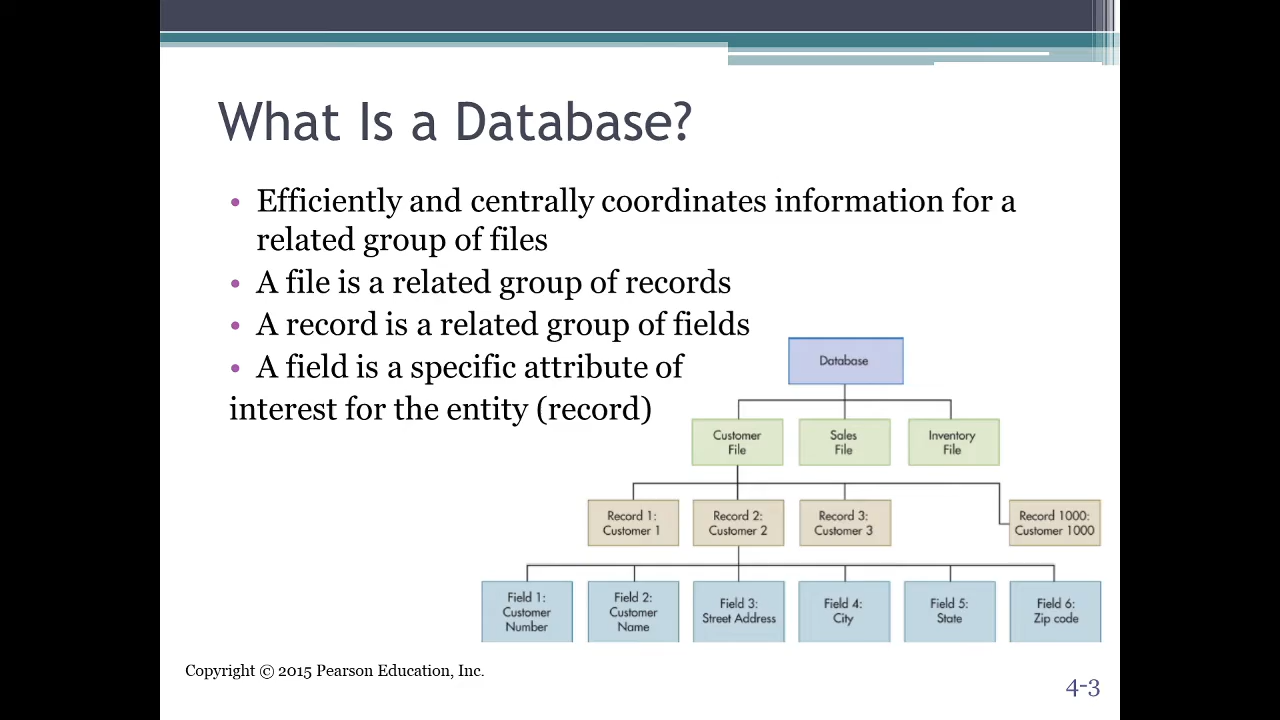 What Is a Database?
• Efficiently and centrally coordinates information for a
related group of files
• A file is a related group of records
• A record is a related group of fields
• A field is a specific attribute of
interest for the entity (record)
Database
Customer
File
Sales
File
Inventory
File
Record 1:
Customer 1
Record 2:
Customer 2
Record 3:
Customer 3
Record 1000:
Customer 1000
Field 1:
Customer
Number
Field 2:
Customer
Name
Field 3:
Street Address
Field 4:
City
Field 5:
State
Field 6:
Zip code
Copyright © 2015 Pearson Education, Inc.
4-3